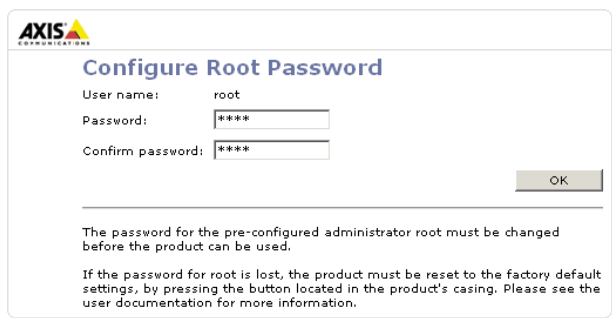 AXIS
COMMUNICATIONS
Configure Root Password
User name: root
Password: ****
Confirm password: ****
OK
The password for the pre-configured administrator root must be changed
before the product can be used.
If the password for root is lost, the product must be reset to the factory default
settings, by pressing the button located in the product's casing. Please see the
user documentation for more information.